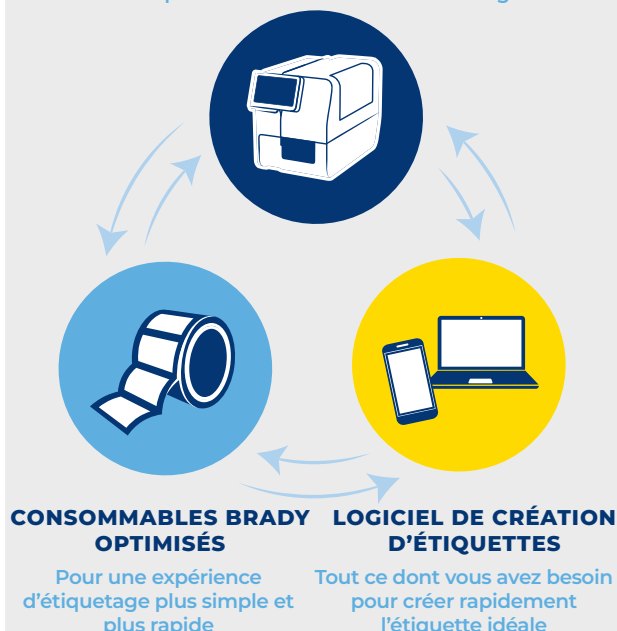 CONSOMMABLES BRADY
OPTIMISÉS
Pour une expérience
d'étiquetage plus simple et
plus rapide
LOGICIEL DE CRÉATION
D'ÉTIQUETTES
Tout ce dont vous avez besoin
pour créer rapidement
l'étiquette idéale